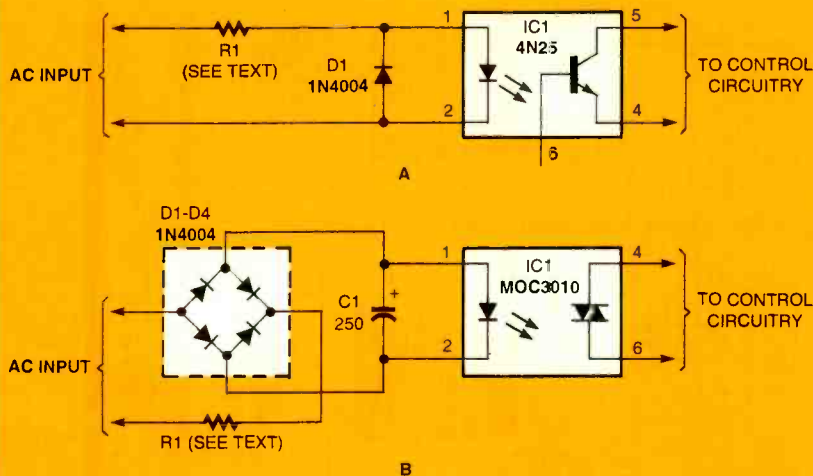 1
IC1
4N25
5
R1
(SEE TEXT)
D1
1N4004
AC INPUT
TO CONTROL
CIRCUITRY
2
4
6
A
D1-D4
1N4004
1
IC1
MOC3010
4
C1
250
+
TO CONTROL
CIRCUITRY
2
6
AC INPUT
R1 (SEE TEXT)
B